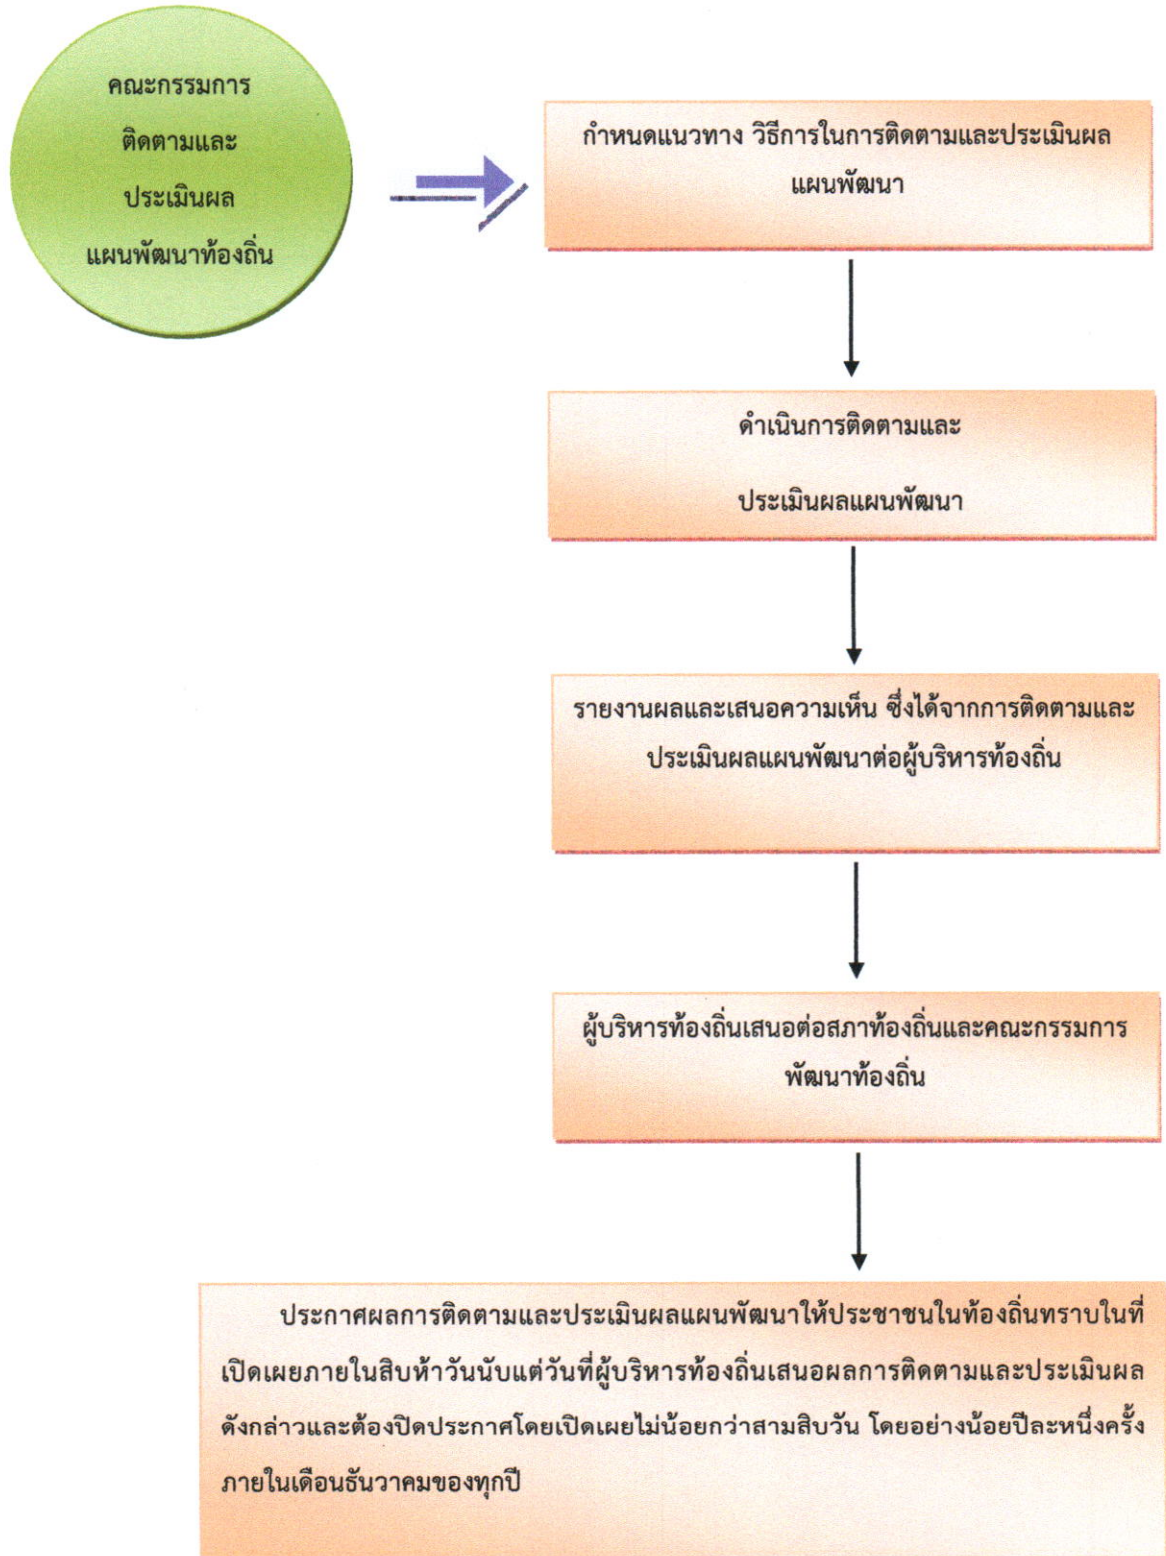 คณะกรรมการ
ติดตามและ
ประเมินผล
แผนพัฒนาท้องถิ่น
กำหนดแนวทาง วิธีการในการติดตามและประเมินผล
แผนพัฒนา
ดำเนินการติดตามและ
ประเมินผลแผนพัฒนา
รายงานผลและเสนอความเห็น ซึ่งได้จากการติดตามและ
ประเมินผลแผนพัฒนาต่อผู้บริหารท้องถิ่น
ผู้บริหารท้องถิ่นเสนอต่อสภาท้องถิ่นและคณะกรรมการ
พัฒนาท้องถิ่น
ประกาศผลการติดตามและประเมินผลแผนพัฒนาให้ประชาชนในท้องถิ่นทราบในที่
เปิดเผยภายในสิบห้าวันนับแต่วันที่ผู้บริหารท้องถิ่นเสนอผลการติดตามและประเมินผล
ดังกล่าวและต้องปิดประกาศโดยเปิดเผยไม่น้อยกว่าสามสิบวัน โดยอย่างน้อยปีละหนึ่งครั้ง
ภายในเดือนธันวาคมของทุกปี